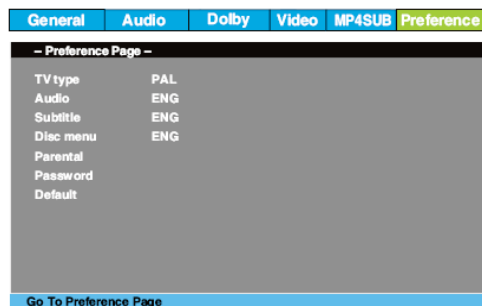 General Audio Dolby Video MP4SUB Preference
– Preference Page –
TV type PAL
Audio ENG
Subtitle ENG
Disc menu ENG
Parental
Password
Default
Go To Preference Page